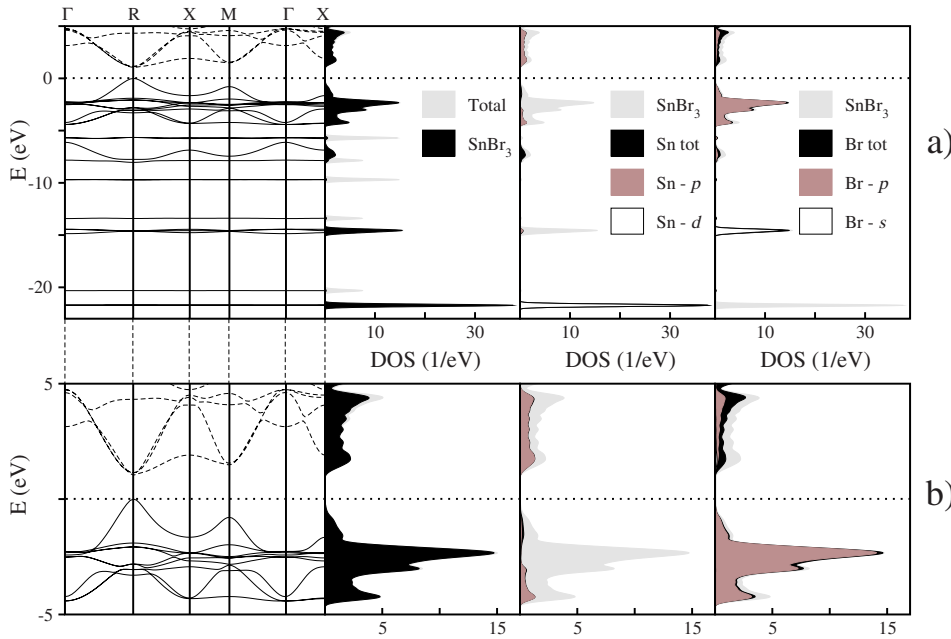 Γ R X M Γ X
0
-10
-20
E (eV)
Total
SnBr3
SnBr3
Sn tot
Sn - p
Sn - d
SnBr3
Br tot
Br - p
Br - s
a)
10 30 10 30 10 30
DOS (1/eV) DOS (1/eV) DOS (1/eV)
5
-5
E (eV)
b)
5 15 5 15 5 15